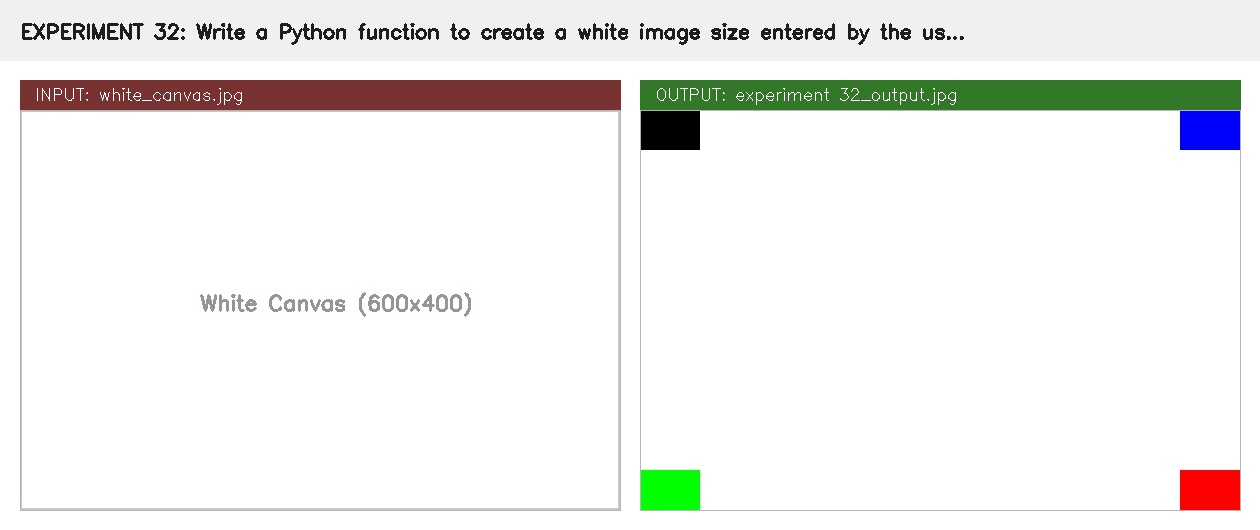 EXPERIMENT 32: Write a Python function to create a white image size entered by the us...
INPUT: white_canvas.jpg
OUTPUT: experiment 32_output.jpg
White Canvas (600x400)